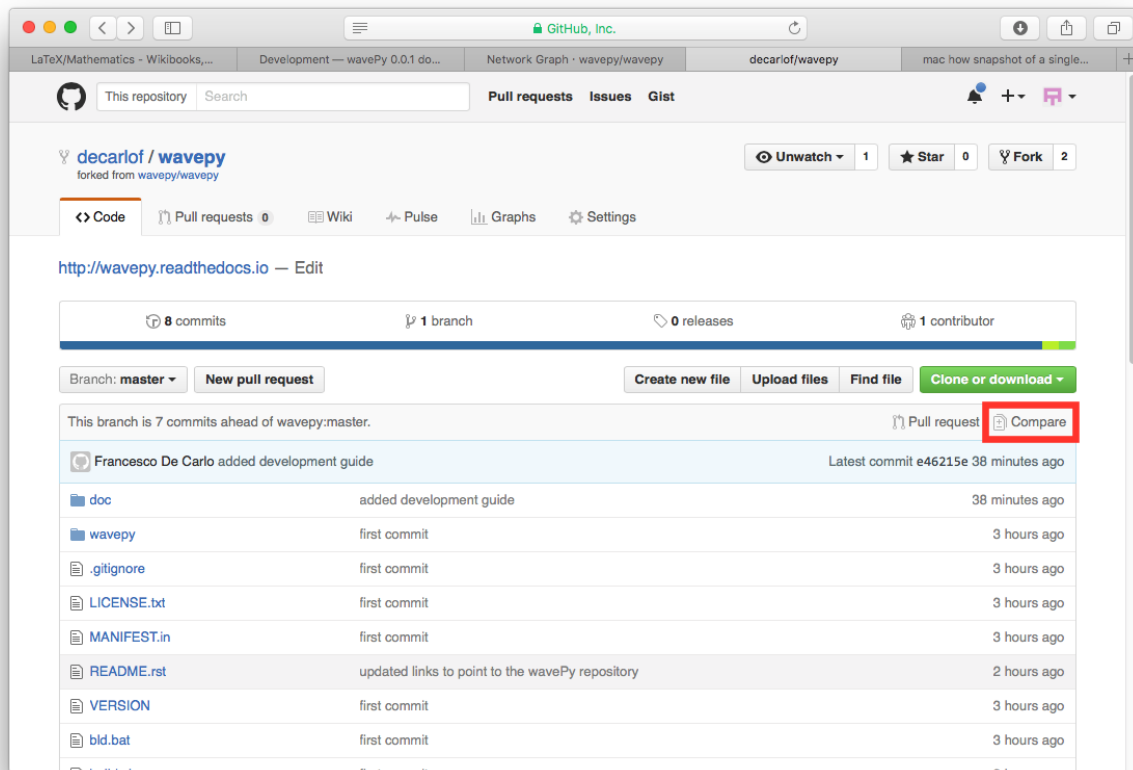 GitHub, Inc.
LaTeX/Mathematics - Wikibooks,... Development — wavePy 0.0.1 do... Network Graph · wavepy/wavepy decarlof/wavepy mac how snapshot of a single...
This repository Search Pull requests Issues Gist
decarlof / wavepy Unwatch 1 Star 0 Fork 2
forked from wavepy/wavepy
Code Pull requests 0 Wiki Pulse Graphs Settings
http://wavepy.readthedocs.io — Edit
8 commits 1 branch 0 releases 1 contributor
Branch: master New pull request Create new file Upload files Find file Clone or download
This branch is 7 commits ahead of wavepy:master. Pull request Compare
Francesco De Carlo added development guide Latest commit e46215e 38 minutes ago
doc added development guide 38 minutes ago
wavepy first commit 3 hours ago
.gitignore first commit 3 hours ago
LICENSE.txt first commit 3 hours ago
MANIFEST.in first commit 3 hours ago
README.rst updated links to point to the wavePy repository 2 hours ago
VERSION first commit 3 hours ago
bld.bat first commit 3 hours ago